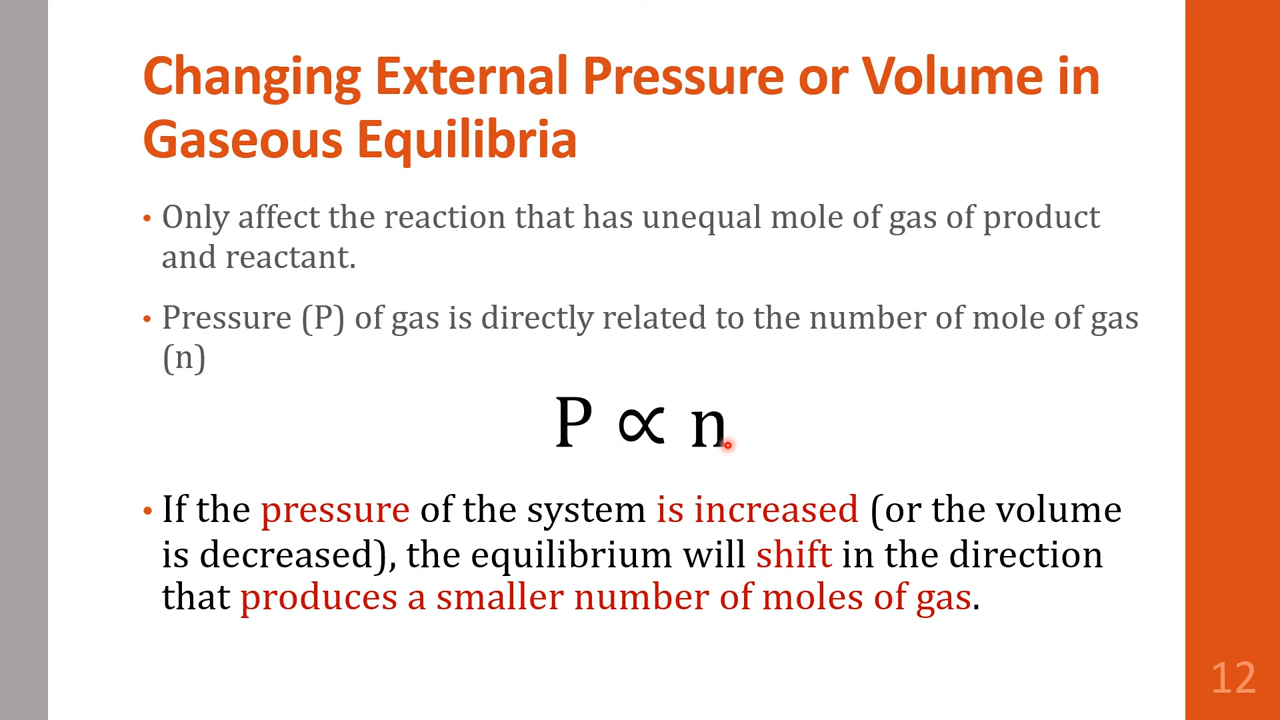 Changing External Pressure or Volume in
Gaseous Equilibria
• Only affect the reaction that has unequal mole of gas of product
and reactant.
• Pressure (P) of gas is directly related to the number of mole of gas
(n)
P ∝ n
• If the pressure of the system is increased (or the volume
is decreased), the equilibrium will shift in the direction
that produces a smaller number of moles of gas.
12